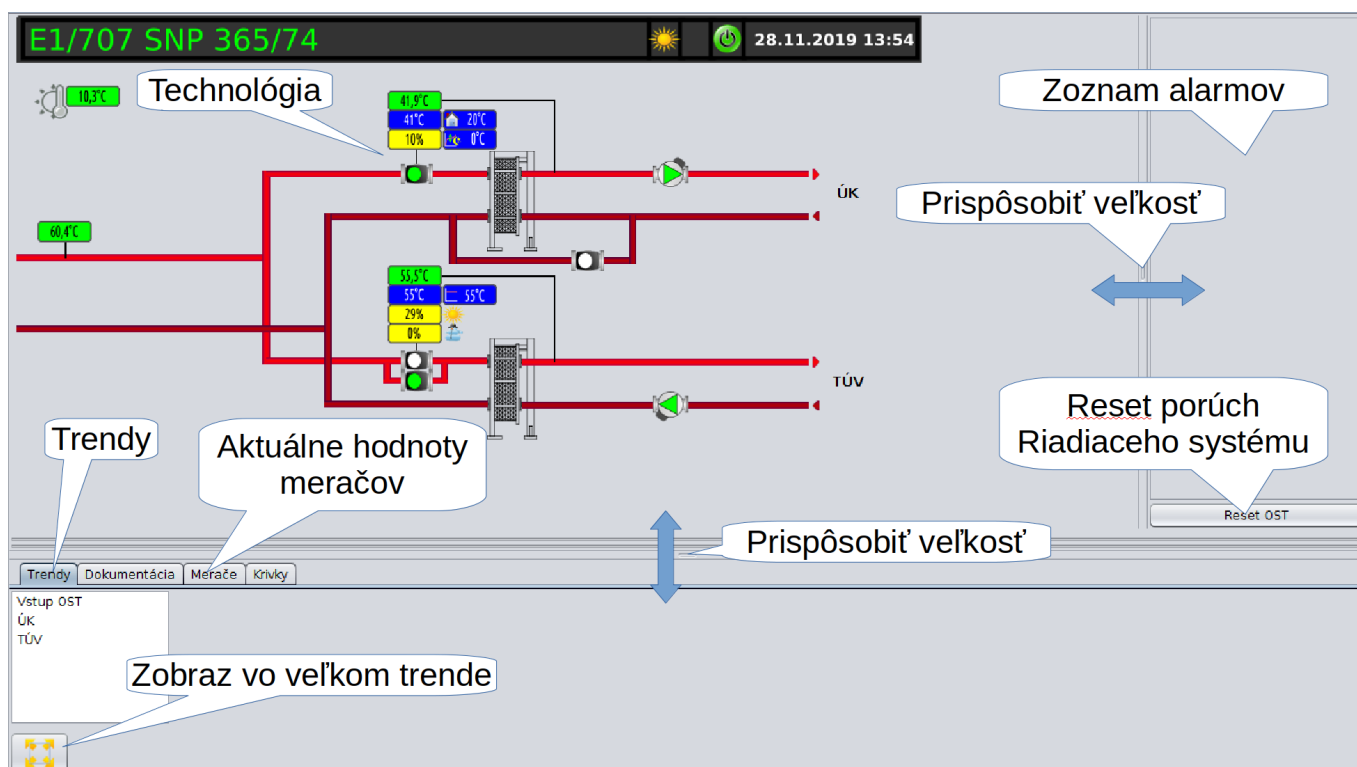 E1/707 SNP 365/74
28.11.2019 13:54
10,3°C
Technológia
Zoznam alarmov
41,9°C
41°C
20°C
10%
0°C
ÚK
Prispôsobiť veľkosť
60,4°C
55,5°C
55°C
55°C
29%
0%
TÚV
Reset porúch
Riadiaceho systému
Trendy
Aktuálne hodnoty
meračov
Reset OST
Prispôsobiť veľkosť
Trendy
Dokumentácia
Merače
Krivky
Vstup OST
ÚK
TÚV
Zobraz vo veľkom trende